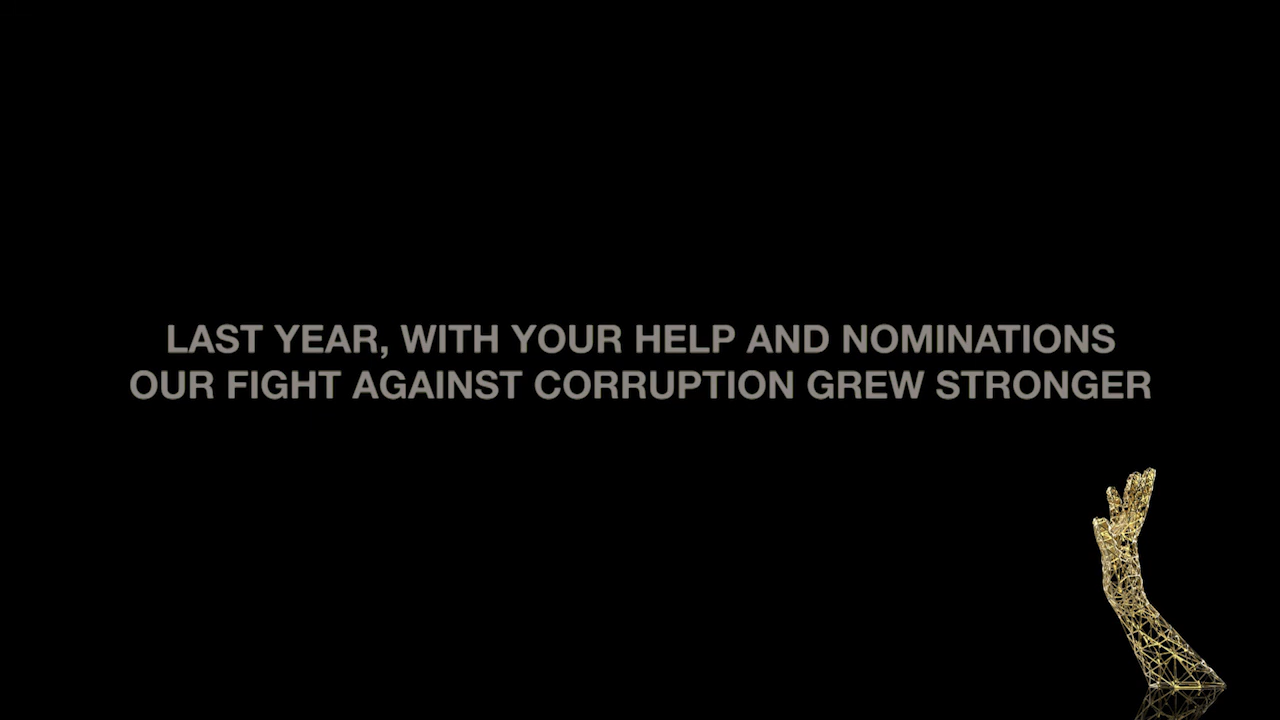 LAST YEAR, WITH YOUR HELP AND NOMINATIONS
OUR FIGHT AGAINST CORRUPTION GREW STRONGER